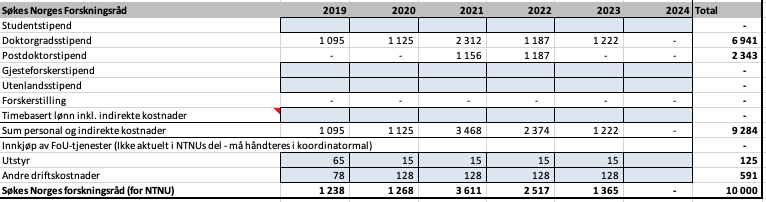 Søkes Norges Forskningsråd 2019 2020 2021 2022 2023 2024 Total
Studentstipend -
Doktorgradsstipend 1 095 1 125 2 312 1 187 1 222 - 6 941
Postdoktorstipend - - 1 156 1 187 - - 2 343
Gjesteforskerstipend -
Utenlandsstipend -
Forskerstilling - - - - - - -
Timebasert lønn inkl. indirekte kostnader -
Sum personal og indirekte kostnader 1 095 1 125 3 468 2 374 1 222 - 9 284
Innkjøp av FoU-tjenester (Ikke aktuelt i NTNUs del - må håndteres i koordinatormal) -
Utstyr 65 15 15 15 15 125
Andre driftskostnader 78 128 128 128 128 591
Søkes Norges forskningsråd (for NTNU) 1 238 1 268 3 611 2 517 1 365 - 10 000